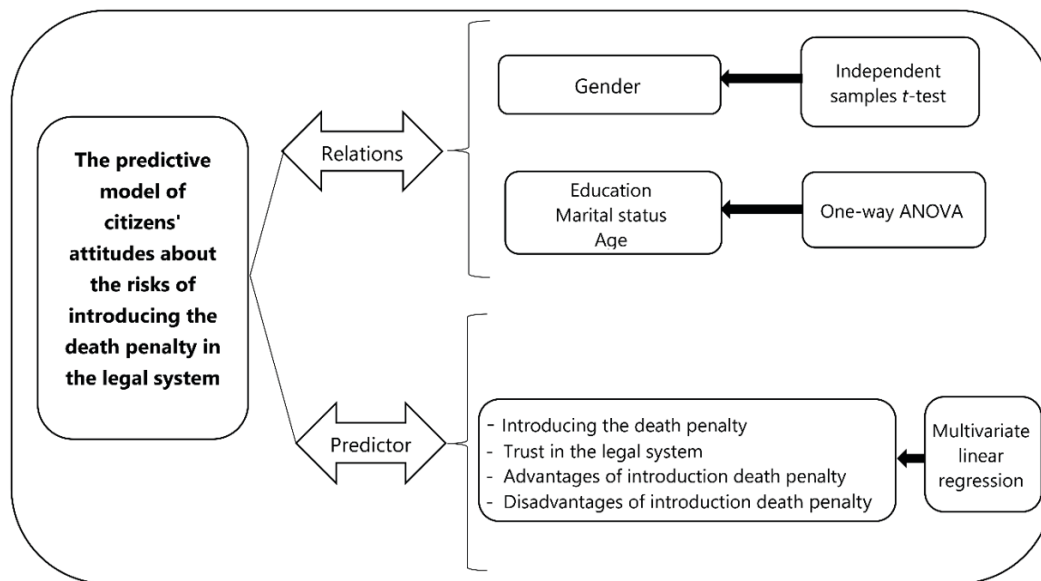 The predictive
model of
citizens'
attitudes about
the risks of
introducing the
death penalty in
the legal system
Relations
Gender
Independent
samples t-test
Education
Marital status
Age
One-way ANOVA
Predictor
- Introducing the death penalty
- Trust in the legal system
- Advantages of introduction death penalty
- Disadvantages of introduction death penalty
Multivariate
linear
regression